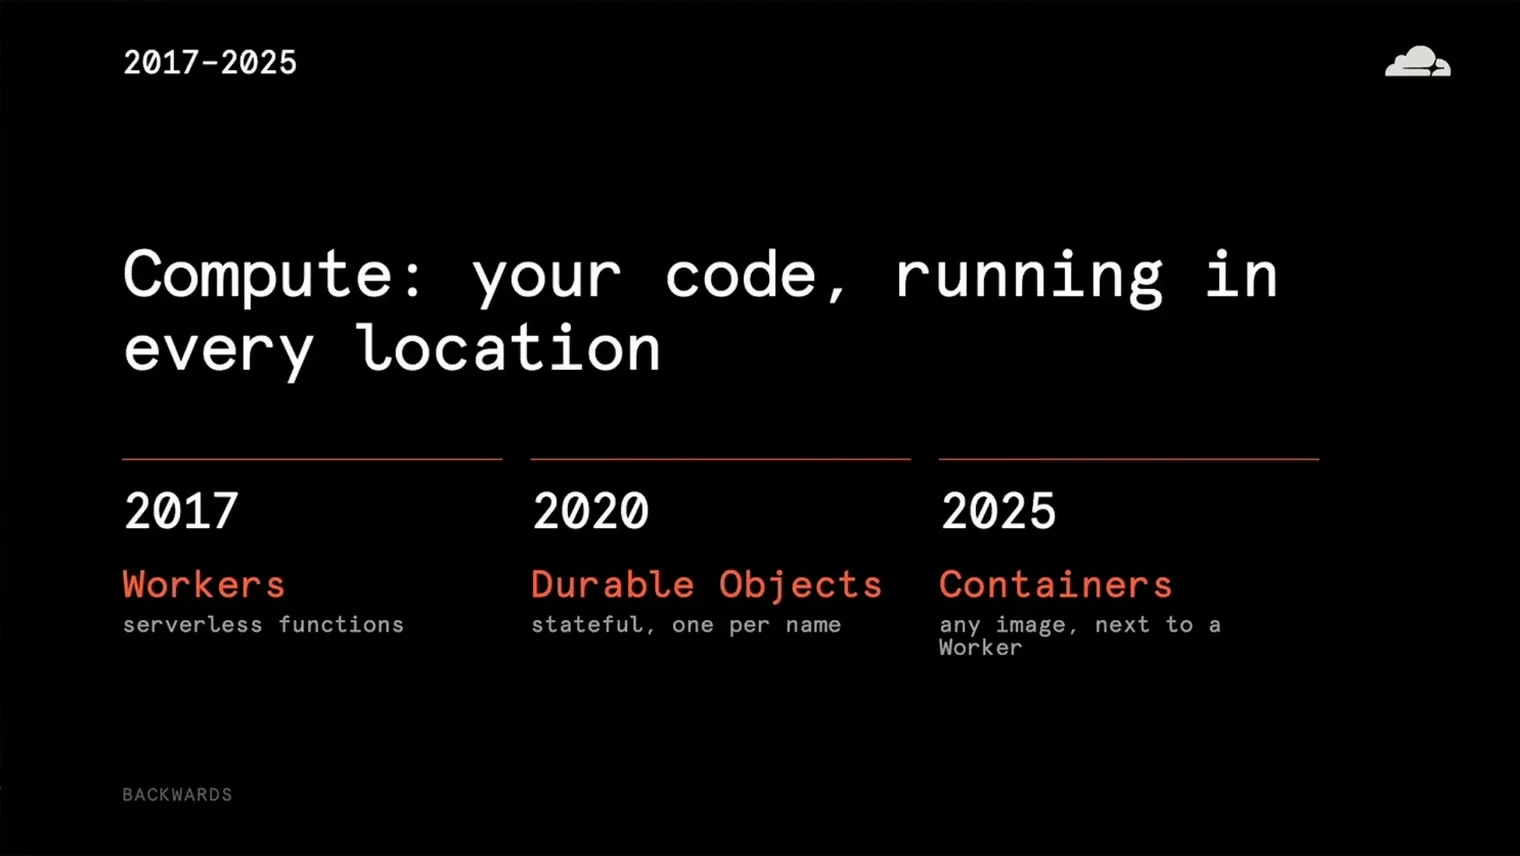 2017–2025
Compute: your code, running in
every location
2017
Workers
serverless functions
2020
Durable Objects
stateful, one per name
2025
Containers
any image, next to a
Worker
BACKWARDS